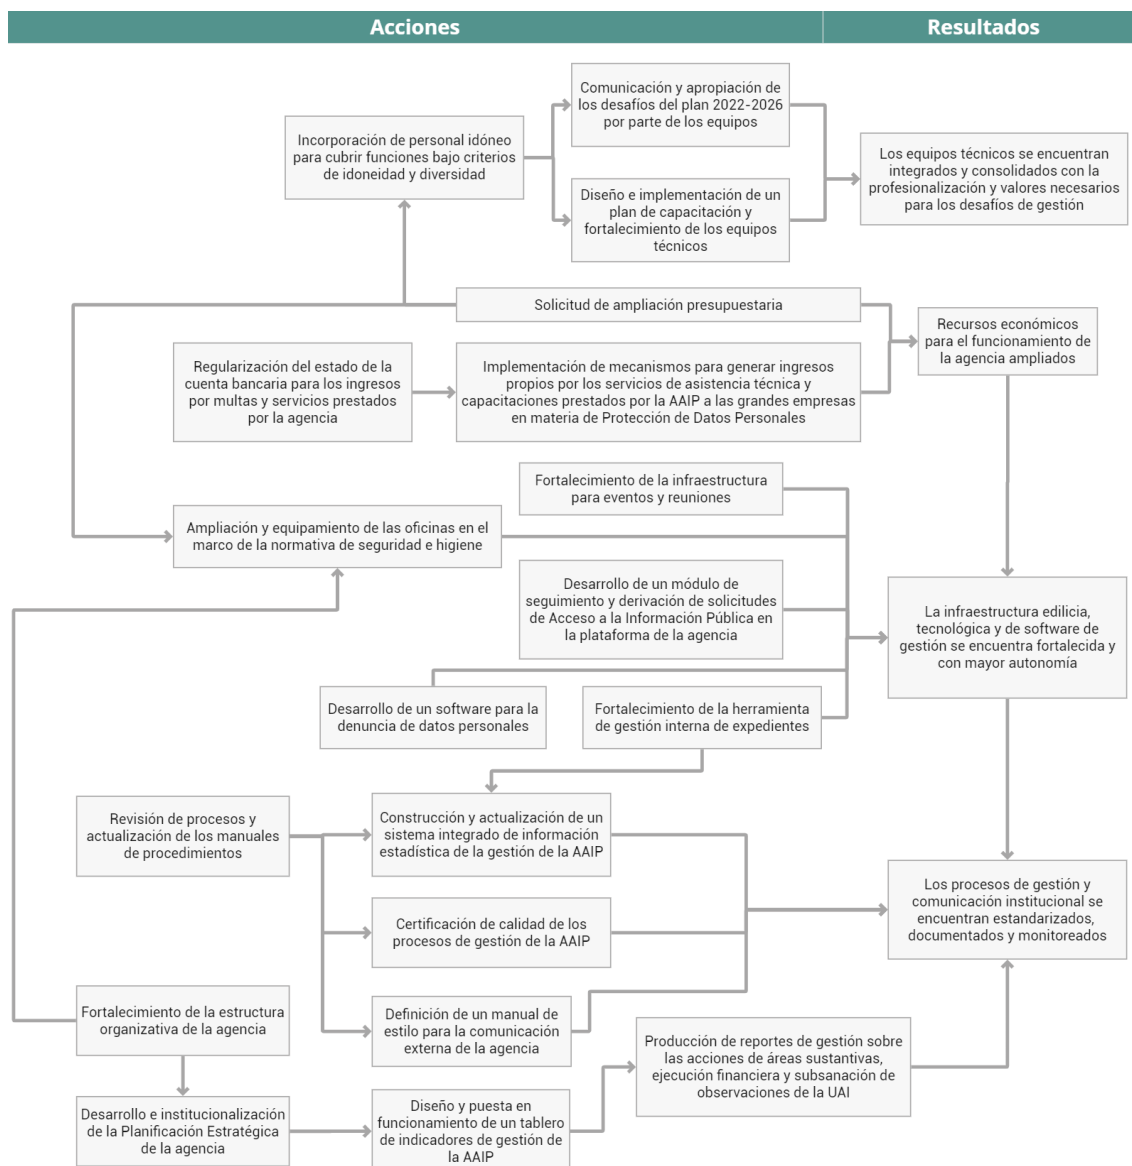 Acciones
Resultados
Comunicación y apropiación de
los desafíos del plan 2022-2026
por parte de los equipos
Incorporación de personal idóneo
para cubrir funciones bajo criterios
de idoneidad y diversidad
Los equipos técnicos se encuentran
integrados y consolidados con la
profesionalización y valores necesarios
para los desafíos de gestión
Diseño e implementación de un
plan de capacitación y
fortalecimiento de los equipos
técnicos
Solicitud de ampliación presupuestaria
Recursos económicos
para el funcionamiento de
la agencia ampliados
Regularización del estado de la
cuenta bancaria para los ingresos
por multas y servicios prestados
por la agencia
Implementación de mecanismos para generar ingresos
propios por los servicios de asistencia técnica y
capacitaciones prestados por la AAIP a las grandes empresas
en materia de Protección de Datos Personales
Fortalecimiento de la infraestructura
para eventos y reuniones
Ampliación y equipamiento de las oficinas en el
marco de la normativa de seguridad e higiene
Desarrollo de un módulo de
seguimiento y derivación de solicitudes
de Acceso a la Información Pública en
la plataforma de la agencia
La infraestructura edilicia,
tecnológica y de software de
gestión se encuentra fortalecida y
con mayor autonomía
Desarrollo de un software para la
denuncia de datos personales
Fortalecimiento de la herramienta
de gestión interna de expedientes
Revisión de procesos y
actualización de los manuales
de procedimientos
Construcción y actualización de un
sistema integrado de información
estadística de la gestión de la AAIP
Los procesos de gestión y
comunicación institucional se
encuentran estandarizados,
documentados y monitoreados
Certificación de calidad de los
procesos de gestión de la AAIP
Fortalecimiento de la estructura
organizativa de la agencia
Definición de un manual de
estilo para la comunicación
externa de la agencia
Producción de reportes de gestión sobre
las acciones de áreas sustantivas,
ejecución financiera y subsanación de
observaciones de la UAI
Desarrollo e institucionalización
de la Planificación Estratégica
de la agencia
Diseño y puesta en
funcionamiento de un tablero
de indicadores de gestión de
la AAIP